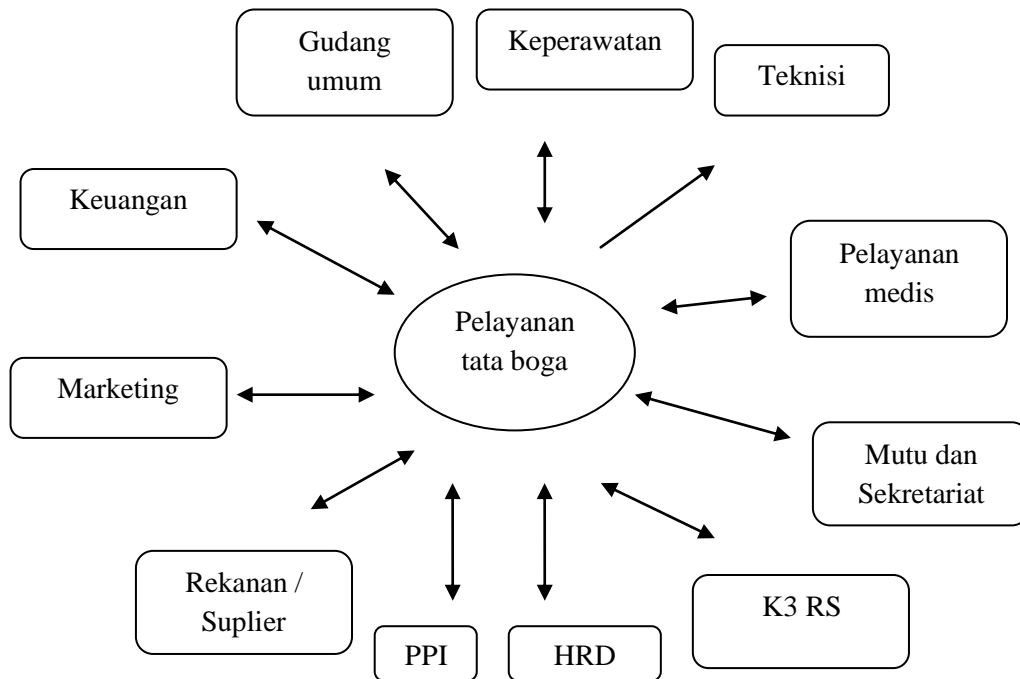 Gudang
umum
Keperawatan
Teknisi
Keuangan
Pelayanan
medis
Pelayanan
tata boga
Marketing
Mutu dan
Sekretariat
Rekanan /
Suplier
K3 RS
PPI
HRD